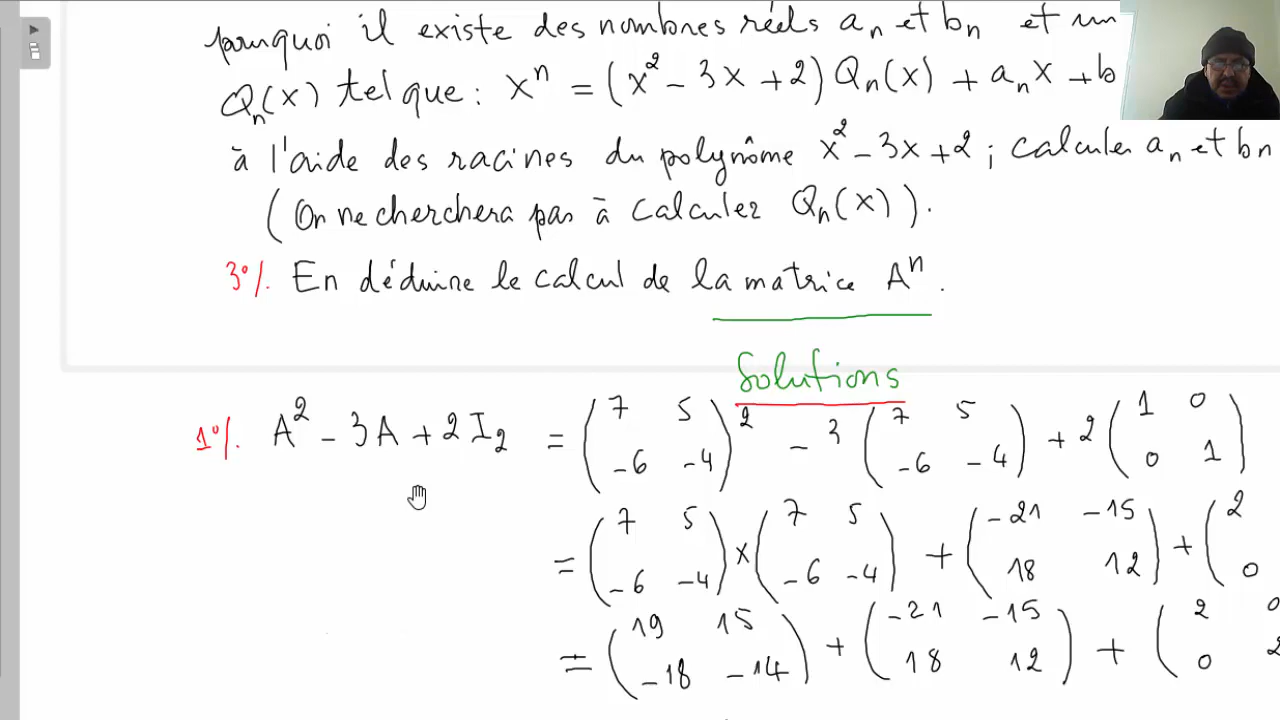 pourquoi il existe des nombres réels aₙ et bₙ et un
Qₙ(x) tel que : xⁿ = (x² - 3x + 2) Qₙ(x) + aₙx + b
à l'aide des racines du polynôme x² - 3x + 2 ; calculer aₙ et bₙ
(On ne cherchera pas à calculer Qₙ(x)).
3°/. En déduire le calcul de la matrice Aⁿ.
Solutions
1°/. A² - 3A + 2I₂ = (7 5 ; -6 -4)² - 3 (7 5 ; -6 -4) + 2 (1 0 ; 0 1)
= (7 5 ; -6 -4) × (7 5 ; -6 -4) + (-21 -15 ; 18 12) + (2 ; 0
= (19 15 ; -18 -14) + (-21 -15 ; 18 12) + (2 0 ; 0 2